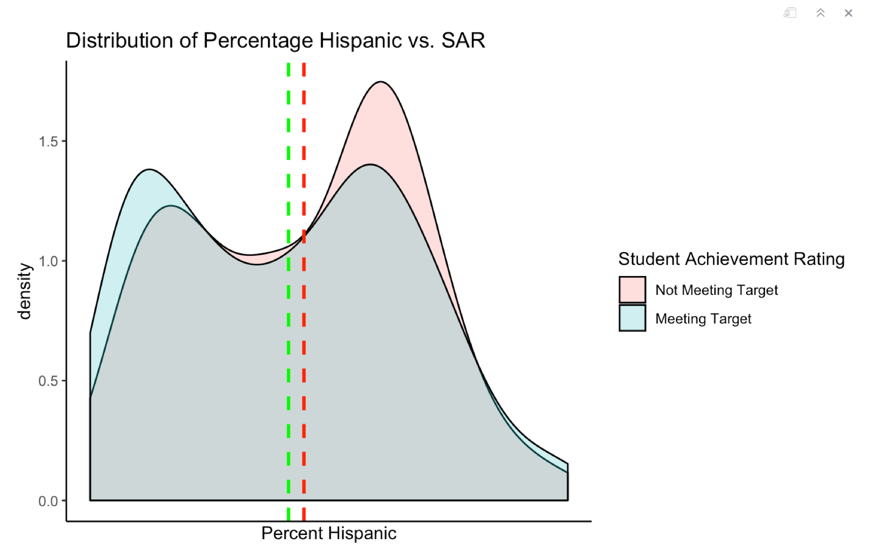 Distribution of Percentage Hispanic vs. SAR
1.5
1.0
0.5
0.0
density
Percent Hispanic
Student Achievement Rating
Not Meeting Target
Meeting Target